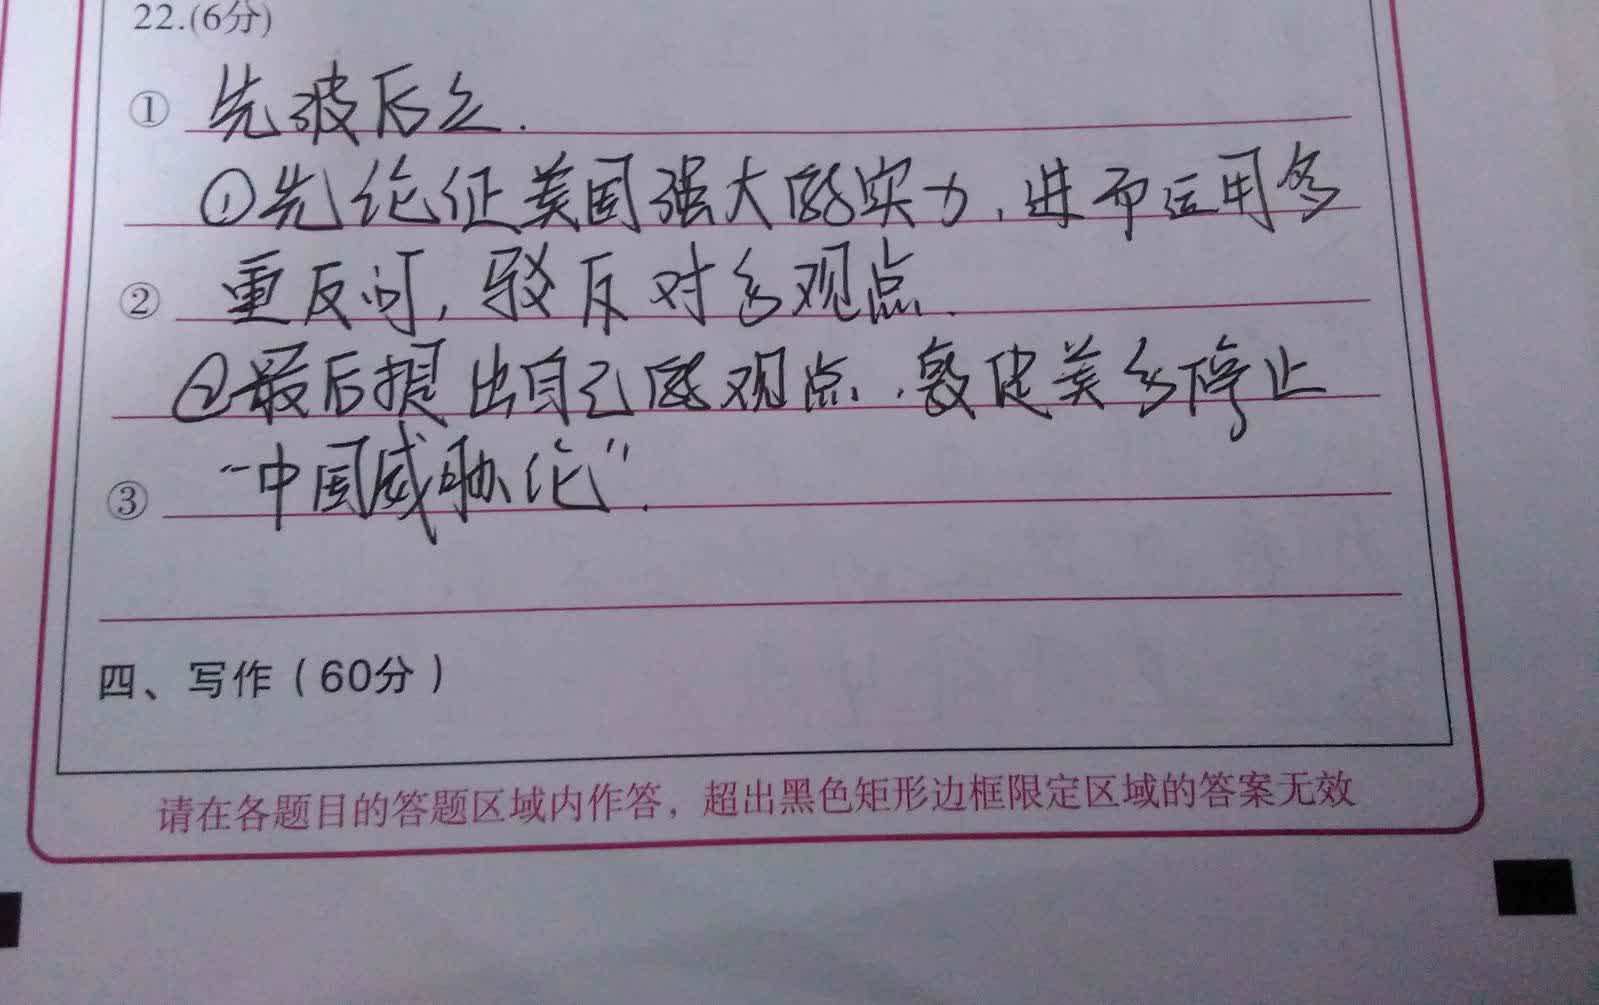 22.(6分)
① 先破后立.
①先论证美国强大的实力，进而运用多
② 重反问，驳斥对方观点.
②最后提出自己的观点，敦促美方停止
③ “中国威胁论”.
四、写作（60分）
请在各题目的答题区域内作答，超出黑色矩形边框限定区域的答案无效